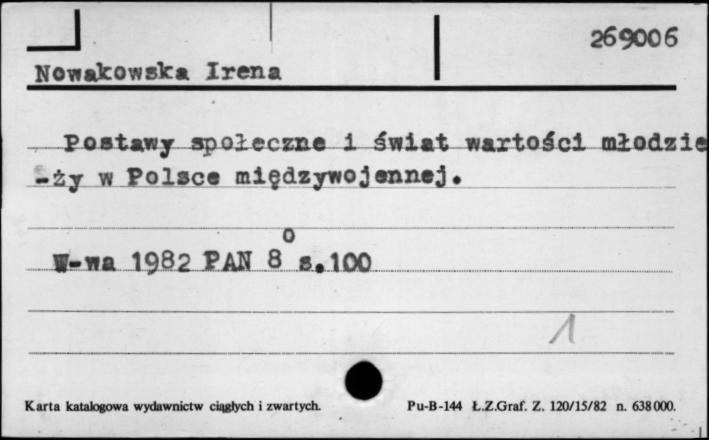 269006
Nowakowska Irena
Postawy społeczne i świat wartości młodzie
-ży w Polsce międzywojennej.
W-wa 1982 PAN 8° s.100
1
Karta katalogowa wydawnictw ciągłych i zwartych. Pu-B-144 Ł.Z.Graf. Z. 120/15/82 n. 638000.